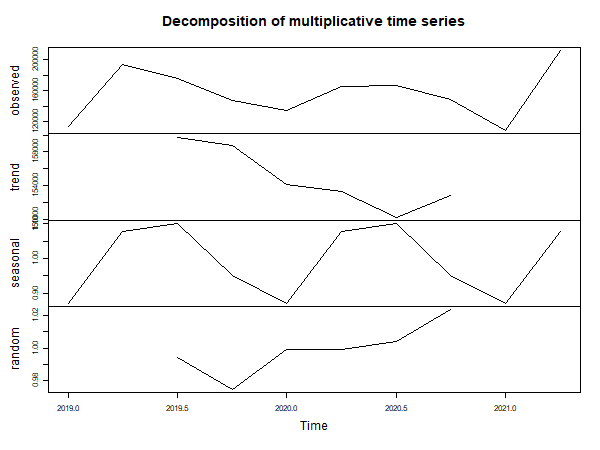 Decomposition of multiplicative time series
observed
200000
160000
120000
trend
158000
154000
seasonal
1.00
0.90
random
1.02
1.00
0.98
2019.0 2019.5 2020.0 2020.5 2021.0
Time